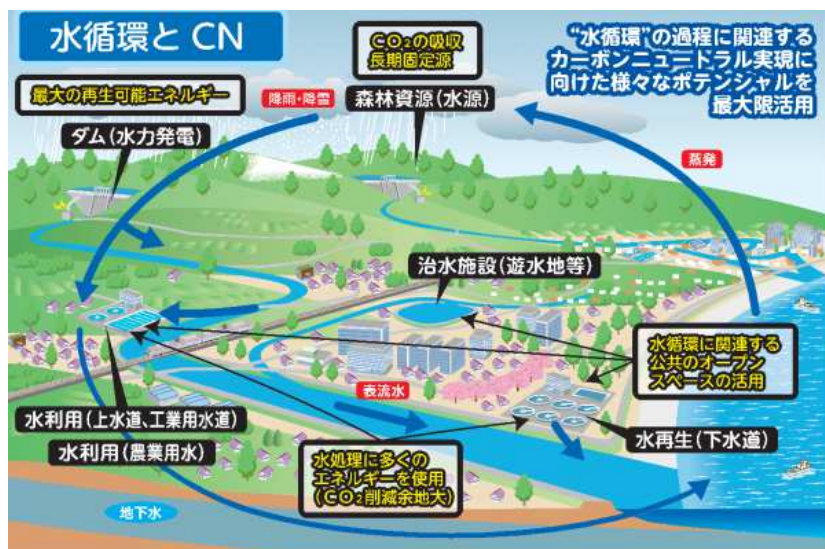 水循環とCN
CO2の吸収
長期固定源
"水循環"の過程に関連する
カーボンニュートラル実現に
向けた様々なポテンシャルを
最大限活用
最大の再生可能エネルギー
降雨・降雪
森林資源(水源)
ダム(水力発電)
蒸発
治水施設(遊水地等)
水循環に関連する
公共のオープン
スペースの活用
表流水
水利用(上水道、工業用水道)
水利用(農業用水)
水処理に多くの
エネルギーを使用
(CO2削減余地大)
水再生(下水道)
地下水